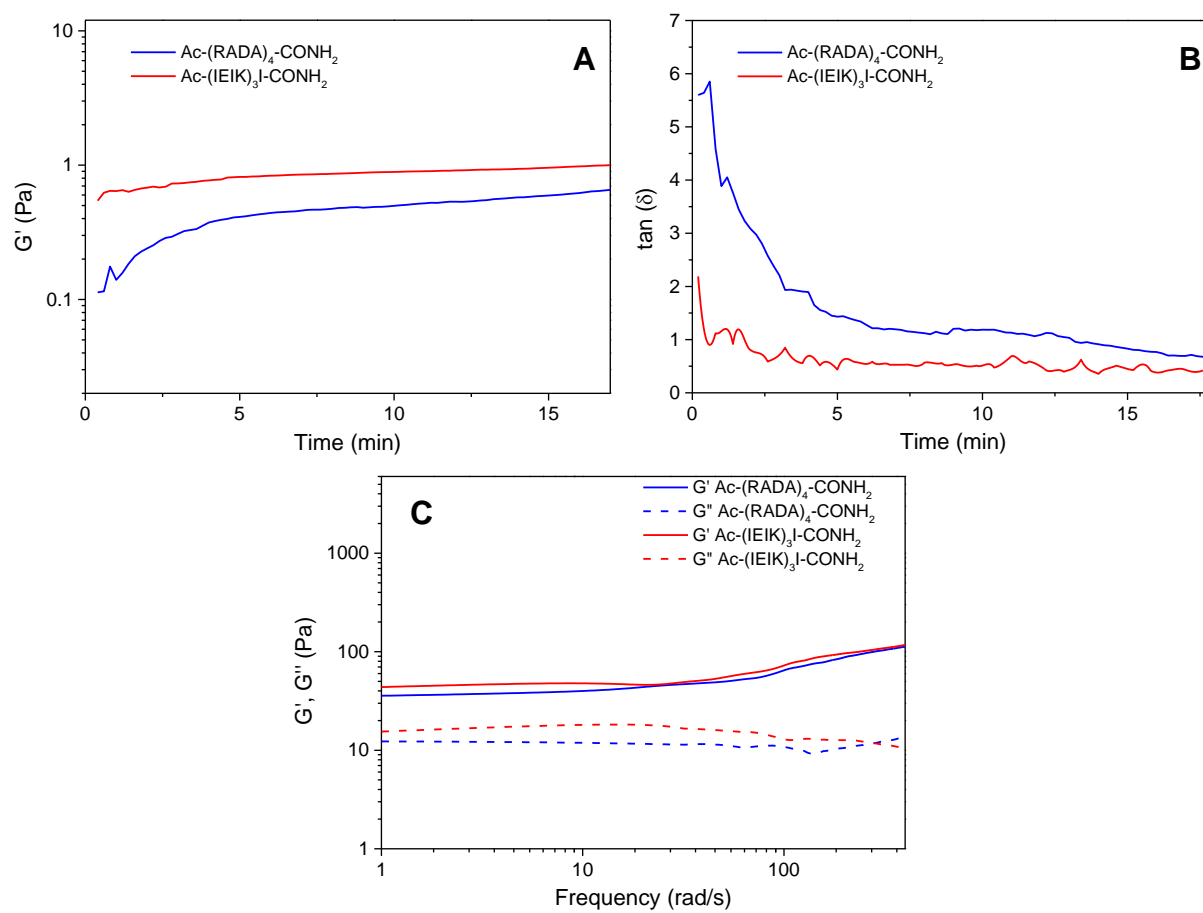 Ac-(RADA)₄-CONH₂
Ac-(IEIK)₃I-CONH₂
A
10
1
0.1
G' (Pa)
0 5 10 15
Time (min)
Ac-(RADA)₄-CONH₂
Ac-(IEIK)₃I-CONH₂
B
7
6
5
4
3
2
1
0
tan (δ)
0 5 10 15
Time (min)
C
G' Ac-(RADA)₄-CONH₂
G" Ac-(RADA)₄-CONH₂
G' Ac-(IEIK)₃I-CONH₂
G" Ac-(IEIK)₃I-CONH₂
1000
100
10
1
G', G" (Pa)
1 10 100
Frequency (rad/s)